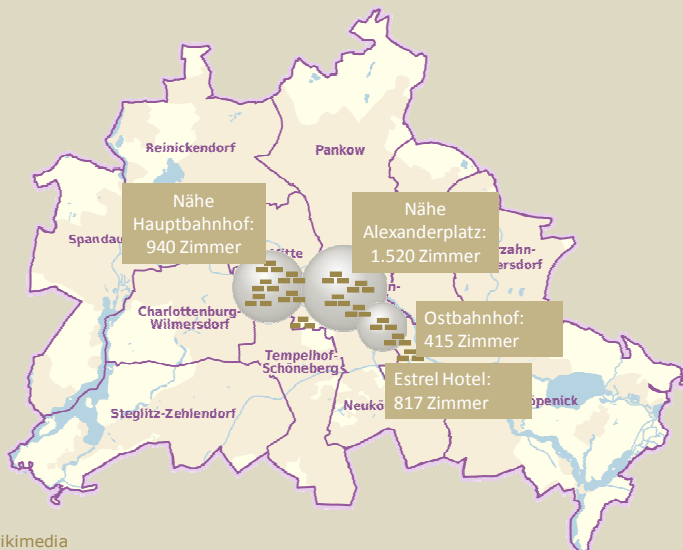 Reinickendorf
Pankow
Nähe
Hauptbahnhof:
940 Zimmer
Nähe
Alexanderplatz:
1.520 Zimmer
Spandau
Charlottenburg-
Wilmersdorf
Ostbahnhof:
415 Zimmer
Tempelhof-
Schöneberg
Estrel Hotel:
817 Zimmer
Steglitz-Zehlendorf